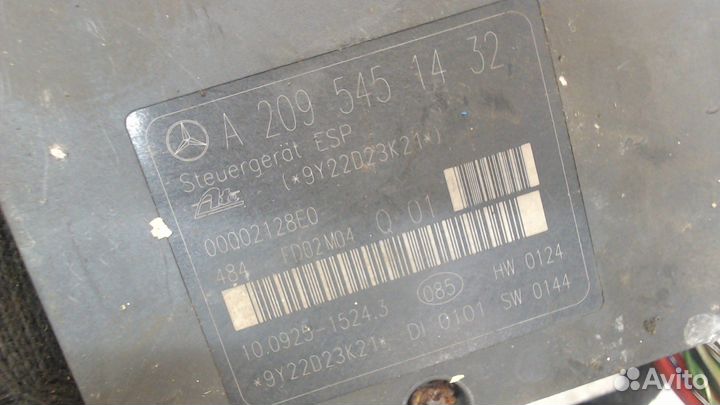 A 209 545 14 32
Steuergerät ESP
(*9Y22D23K21*)
Ate
00002128E0
484 FD02M04 Q 01
10.0925-1524.3
085
HW 0124
*9Y22D23K21* DI 0101 SW 0144
Avito